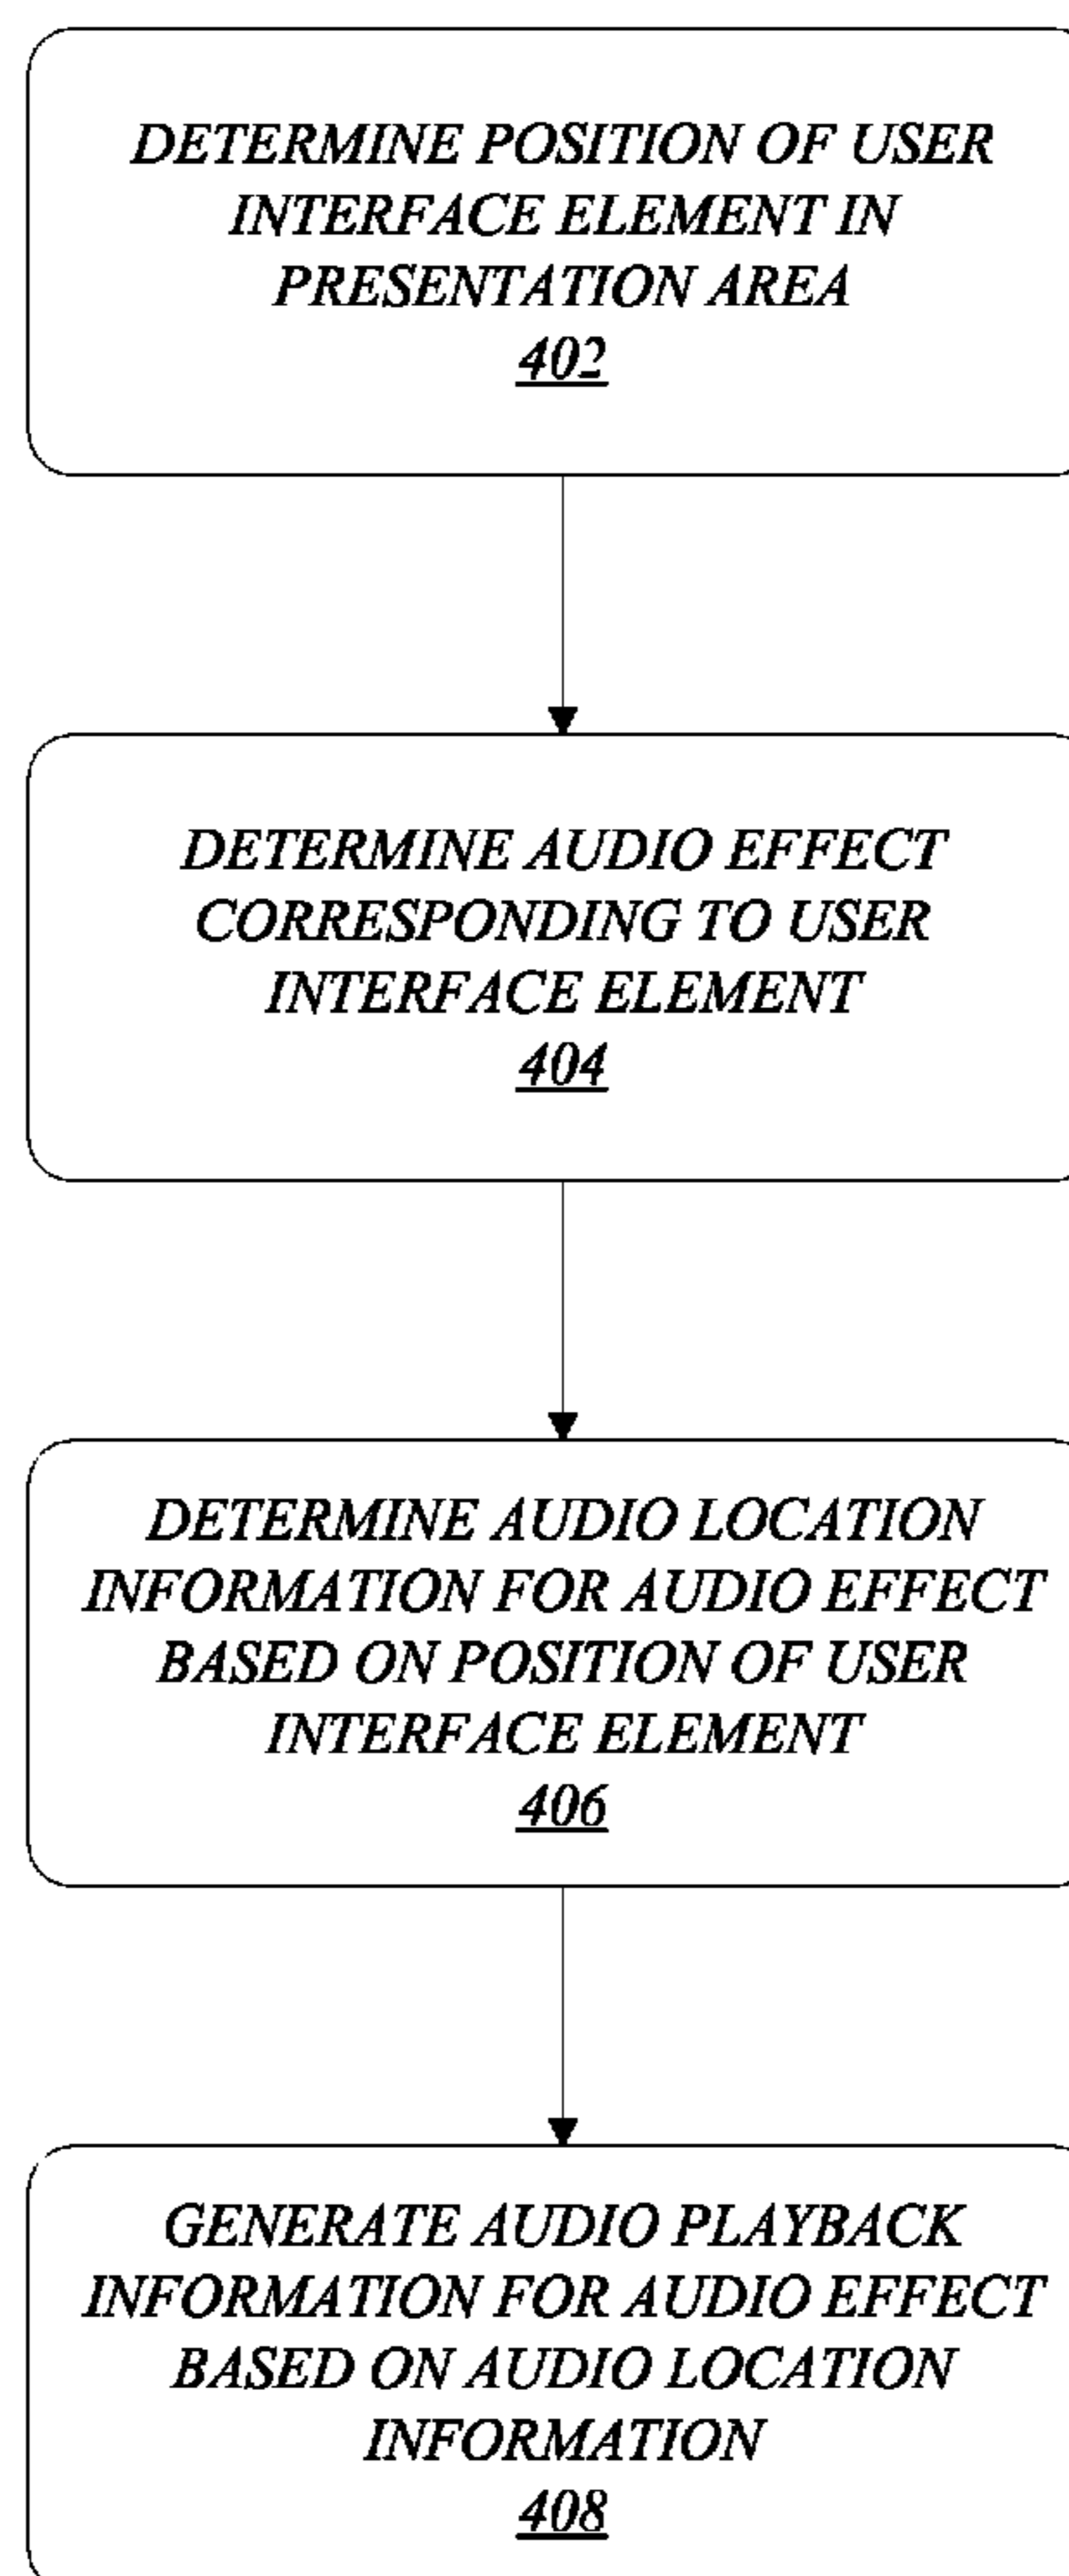 DETERMINE POSITION OF USER
INTERFACE ELEMENT IN
PRESENTATION AREA
402
DETERMINE AUDIO EFFECT
CORRESPONDING TO USER
INTERFACE ELEMENT
404
DETERMINE AUDIO LOCATION
INFORMATION FOR AUDIO EFFECT
BASED ON POSITION OF USER
INTERFACE ELEMENT
406
GENERATE AUDIO PLAYBACK
INFORMATION FOR AUDIO EFFECT
BASED ON AUDIO LOCATION
INFORMATION
408